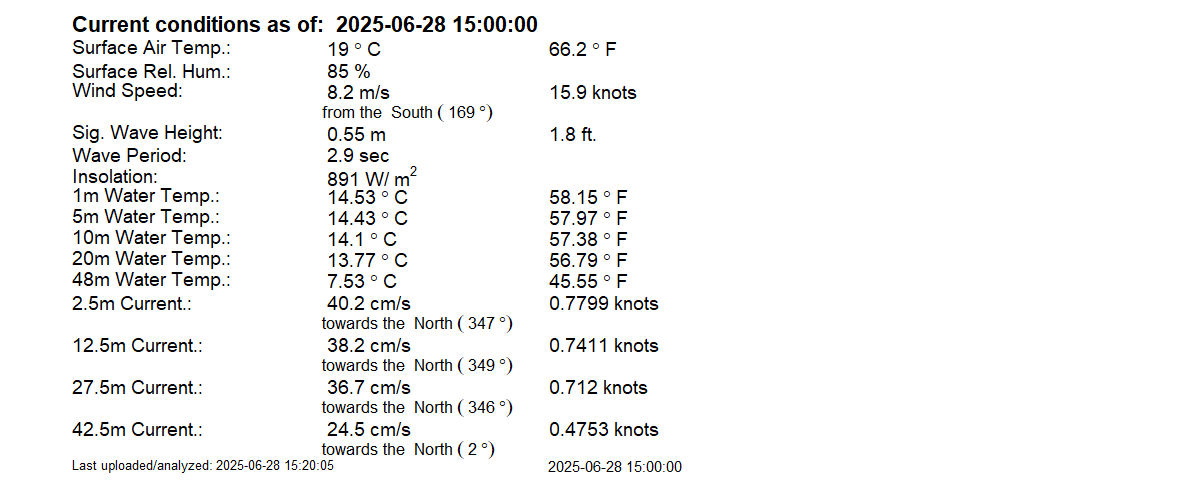 Current conditions as of:  2025-06-28 15:00:00
Surface Air Temp.: 19 ° C 66.2 ° F
Surface Rel. Hum.: 85 %
Wind Speed: 8.2 m/s 15.9 knots
from the  South ( 169 °)
Sig. Wave Height: 0.55 m 1.8 ft.
Wave Period: 2.9 sec
Insolation: 891 W/ m²
1m Water Temp.: 14.53 ° C 58.15 ° F
5m Water Temp.: 14.43 ° C 57.97 ° F
10m Water Temp.: 14.1 ° C 57.38 ° F
20m Water Temp.: 13.77 ° C 56.79 ° F
48m Water Temp.: 7.53 ° C 45.55 ° F
2.5m Current.: 40.2 cm/s 0.7799 knots
towards the  North ( 347 °)
12.5m Current.: 38.2 cm/s 0.7411 knots
towards the  North ( 349 °)
27.5m Current.: 36.7 cm/s 0.712 knots
towards the  North ( 346 °)
42.5m Current.: 24.5 cm/s 0.4753 knots
towards the  North ( 2 °)
Last uploaded/analyzed: 2025-06-28 15:20:05 2025-06-28 15:00:00